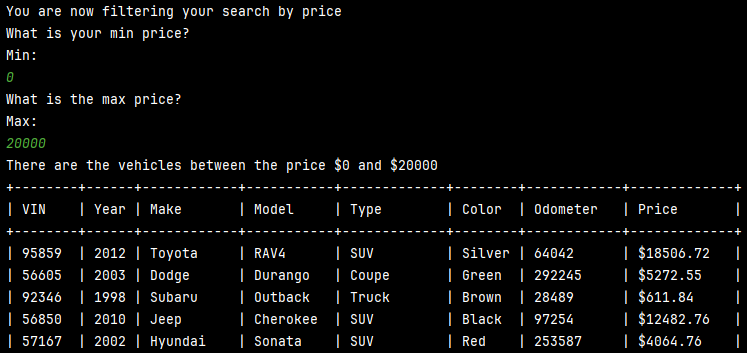 You are now filtering your search by price
What is your min price?
Min:
0
What is the max price?
Max:
20000
There are the vehicles between the price $0 and $20000
+--------+------+------------+-----------+-------------+--------+------------+-------------+
| VIN    | Year | Make       | Model     | Type        | Color  | Odometer   | Price       |
+--------+------+------------+-----------+-------------+--------+------------+-------------+
| 95859  | 2012 | Toyota     | RAV4      | SUV         | Silver | 64042      | $18506.72   |
| 56605  | 2003 | Dodge      | Durango   | Coupe       | Green  | 292245     | $5272.55    |
| 92346  | 1998 | Subaru     | Outback   | Truck       | Brown  | 28489      | $611.84     |
| 56850  | 2010 | Jeep       | Cherokee  | SUV         | Black  | 97254      | $12482.76   |
| 57167  | 2002 | Hyundai    | Sonata    | SUV         | Red    | 253587     | $4064.76    |